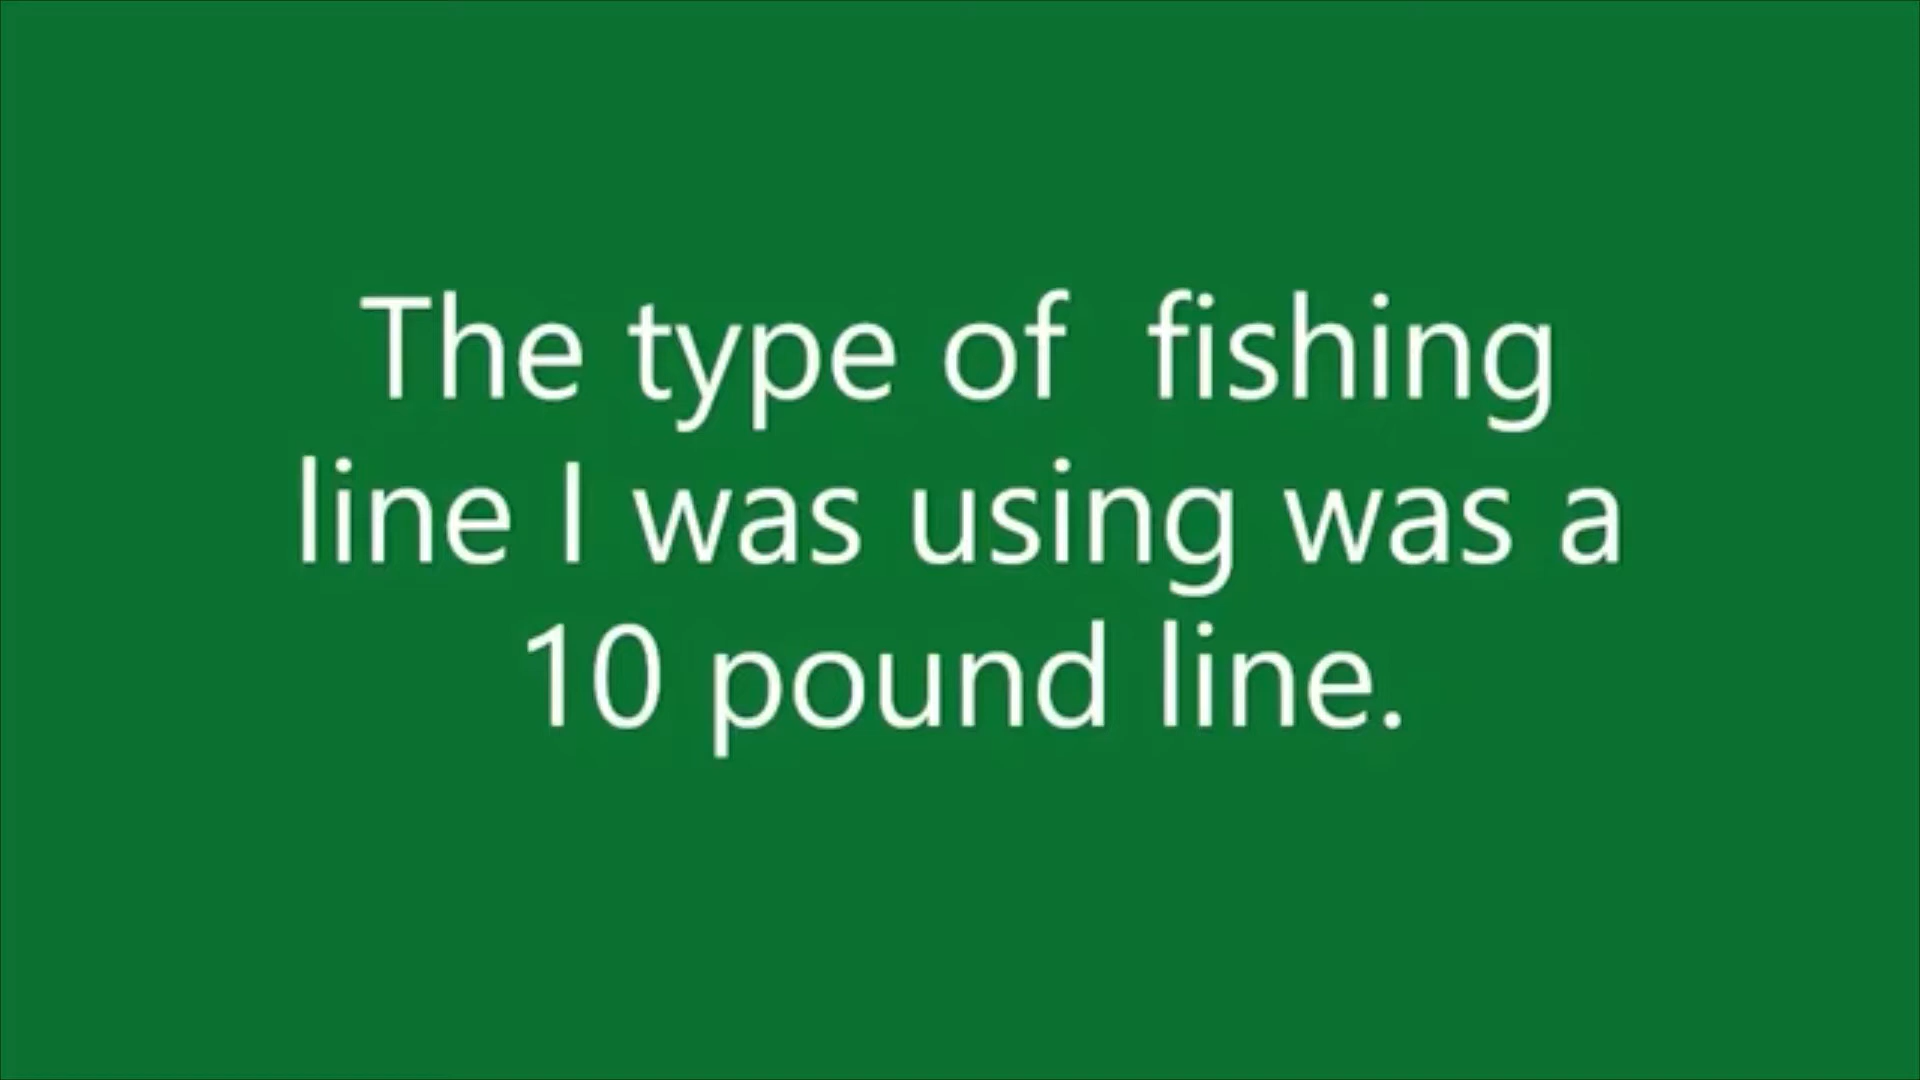 The type of  fishing
line I was using was a
10 pound line.